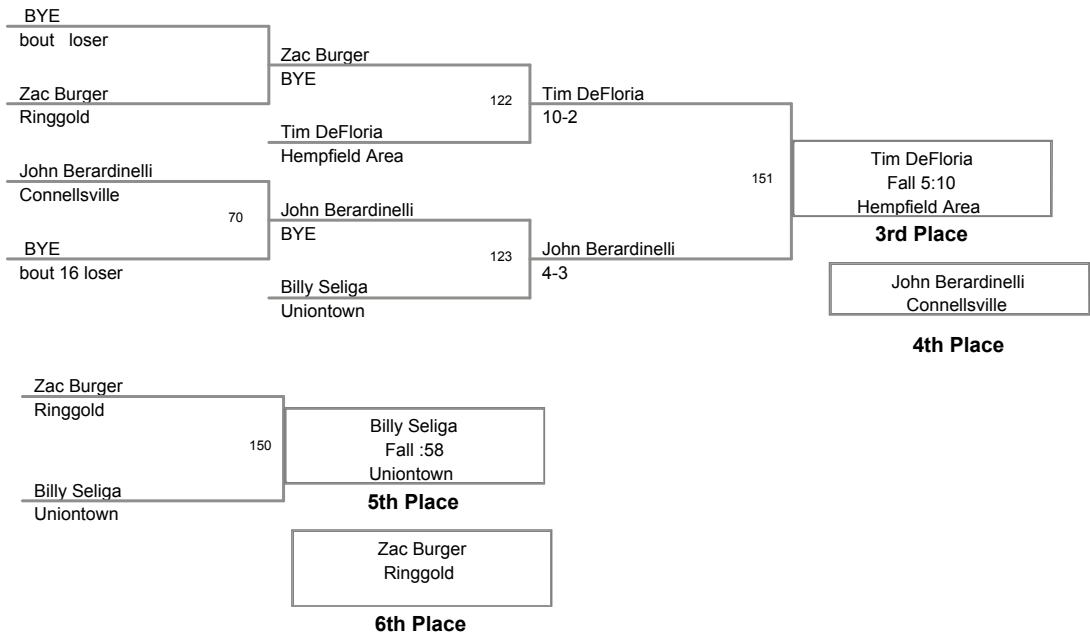 BYE
bout loser
Zac Burger
BYE
Zac Burger
Ringgold
122
Tim DeFloria
10-2
Tim DeFloria
Hempfield Area
John Berardinelli
Connellsville
151
Tim DeFloria
Fall 5:10
Hempfield Area
3rd Place
70
John Berardinelli
BYE
BYE
bout 16 loser
123
John Berardinelli
4-3
Billy Seliga
Uniontown
John Berardinelli
Connellsville
4th Place
Zac Burger
Ringgold
150
Billy Seliga
Fall :58
Uniontown
5th Place
Billy Seliga
Uniontown
Zac Burger
Ringgold
6th Place